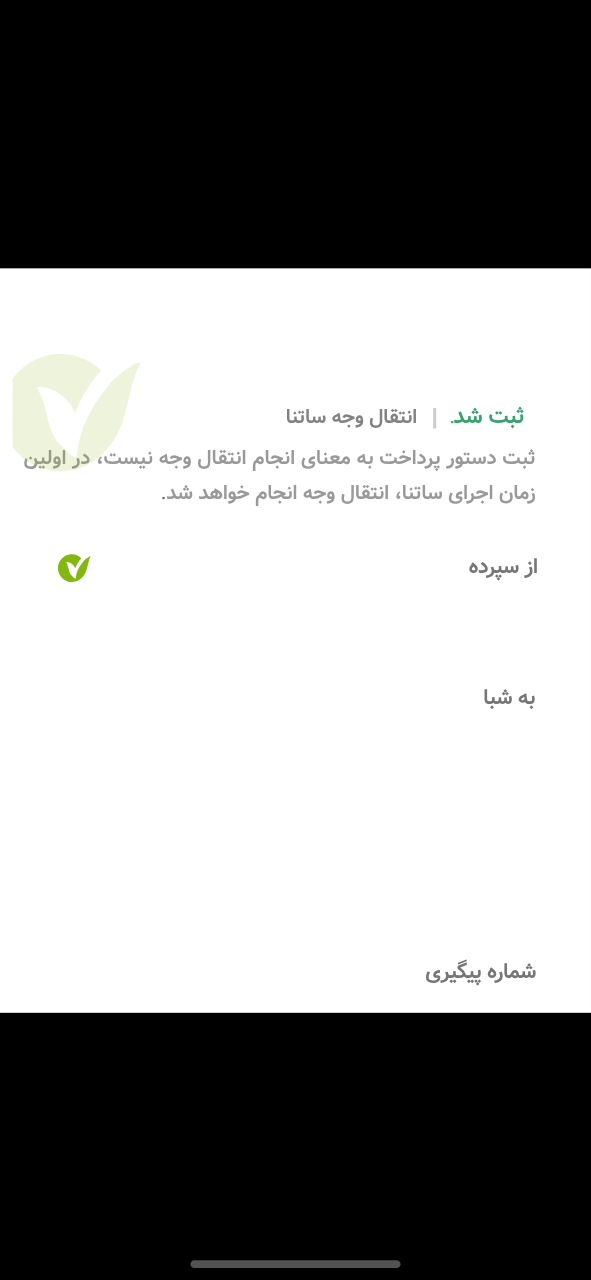 ثبت شد. | انتقال وجه ساتنا
ثبت دستور پرداخت به معنای انجام انتقال وجه نیست، در اولین
زمان اجرای ساتنا، انتقال وجه انجام خواهد شد.
از سپرده
به شبا
شماره پیگیری